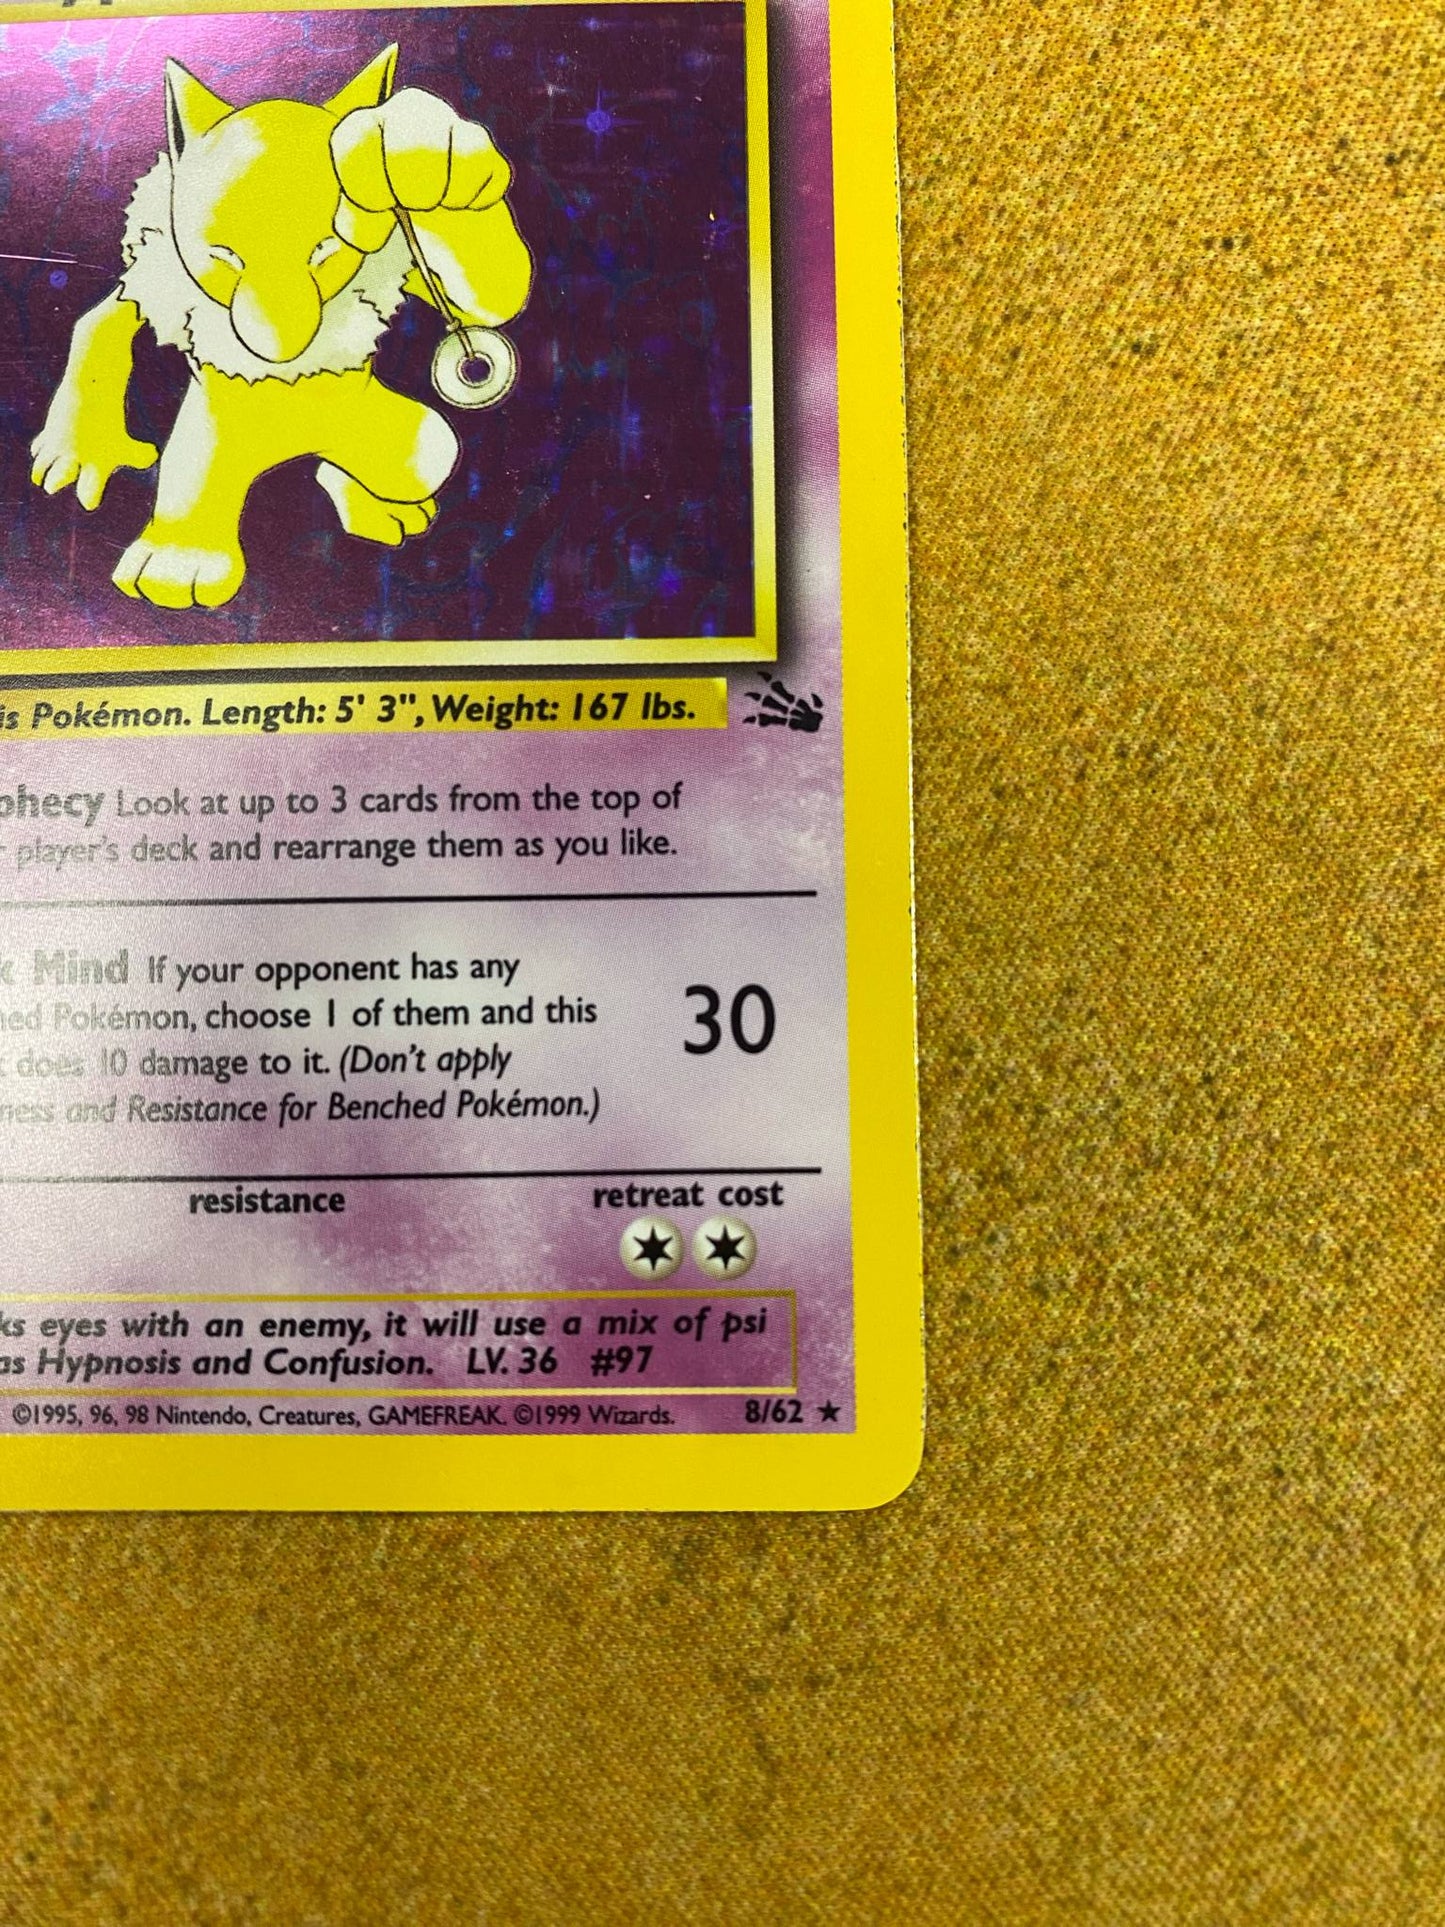 is Pokémon. Length: 5' 3", Weight: 167 lbs.
ohecy Look at up to 3 cards from the top of
player's deck and rearrange them as you like.
Mind If your opponent has any
ned Pokémon, choose 1 of them and this
does 10 damage to it. (Don't apply
ness and Resistance for Benched Pokémon.)
30
resistance retreat cost
ks eyes with an enemy, it will use a mix of psi
as Hypnosis and Confusion. LV. 36 #97
©1995, 96, 98 Nintendo, Creatures, GAMEFREAK. ©1999 Wizards. 8/62 ★